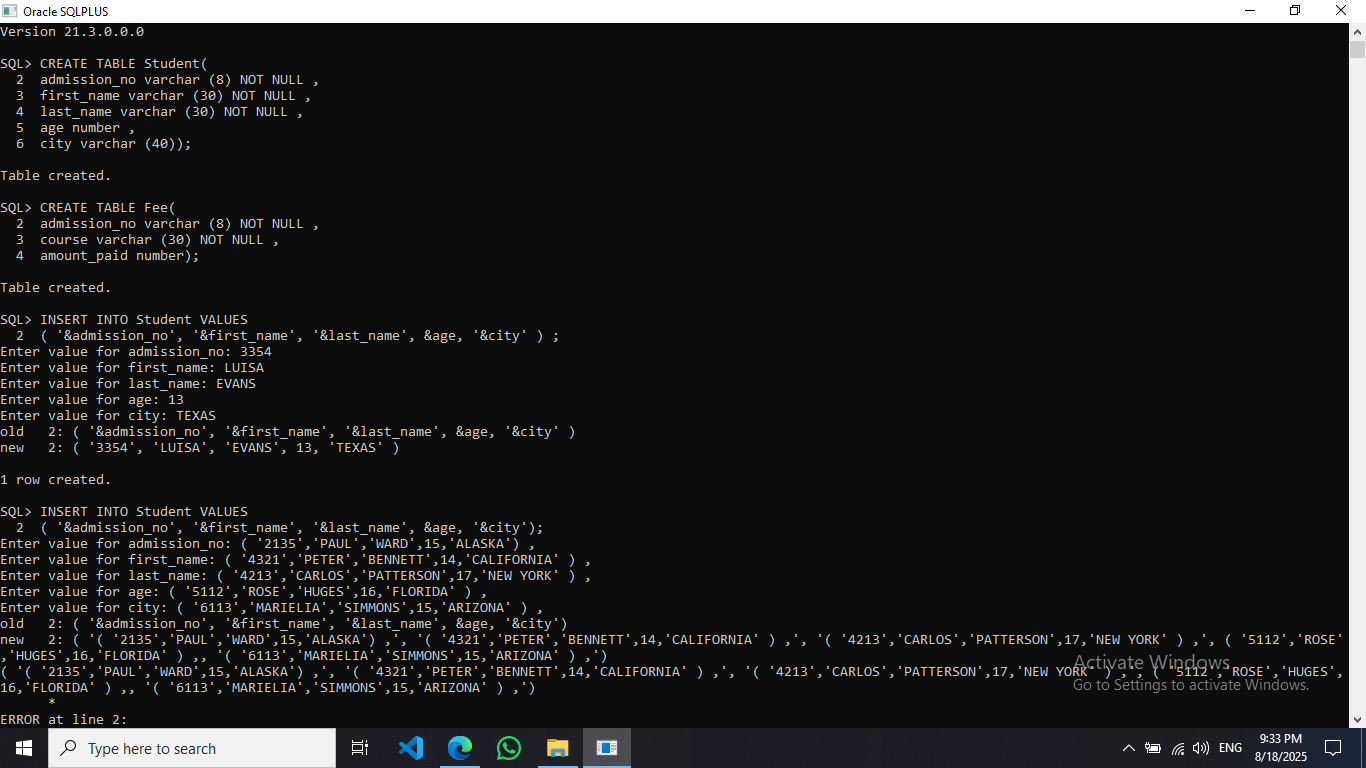 Oracle SQLPLUS
Version 21.3.0.0.0
SQL> CREATE TABLE Student(
  2  admission_no varchar (8) NOT NULL ,
  3  first_name varchar (30) NOT NULL ,
  4  last_name varchar (30) NOT NULL ,
  5  age number ,
  6  city varchar (40));
Table created.
SQL> CREATE TABLE Fee(
  2  admission_no varchar (8) NOT NULL ,
  3  course varchar (30) NOT NULL ,
  4  amount_paid number);
Table created.
SQL> INSERT INTO Student VALUES
  2  ( '&admission_no', '&first_name', '&last_name', &age, '&city' ) ;
Enter value for admission_no: 3354
Enter value for first_name: LUISA
Enter value for last_name: EVANS
Enter value for age: 13
Enter value for city: TEXAS
old   2: ( '&admission_no', '&first_name', '&last_name', &age, '&city' )
new   2: ( '3354', 'LUISA', 'EVANS', 13, 'TEXAS' )
1 row created.
SQL> INSERT INTO Student VALUES
  2  ( '&admission_no', '&first_name', '&last_name', &age, '&city');
Enter value for admission_no: ( '2135','PAUL','WARD',15,'ALASKA') ,
Enter value for first_name: ( '4321','PETER','BENNETT',14,'CALIFORNIA' ) ,
Enter value for last_name: ( '4213','CARLOS','PATTERSON',17,'NEW YORK' ) ,
Enter value for age: ( '5112','ROSE','HUGES',16,'FLORIDA' ) ,
Enter value for city: ( '6113','MARIELIA','SIMMONS',15,'ARIZONA' ) ,
old   2: ( '&admission_no', '&first_name', '&last_name', &age, '&city')
new   2: ( '( '2135','PAUL','WARD',15,'ALASKA') ,', '( '4321','PETER','BENNETT',14,'CALIFORNIA' ) ,', '( '4213','CARLOS','PATTERSON',17,'NEW YORK' ) ,', ( '5112','ROSE'
,'HUGES',16,'FLORIDA' ) ,, '( '6113','MARIELIA','SIMMONS',15,'ARIZONA' ) ,')
( '( '2135','PAUL','WARD',15,'ALASKA') ,', '( '4321','PETER','BENNETT',14,'CALIFORNIA' ) ,', '( '4213','CARLOS','PATTERSON',17,'NEW YORK' ) ,', ( '5112','ROSE','HUGES',
16,'FLORIDA' ) ,, '( '6113','MARIELIA','SIMMONS',15,'ARIZONA' ) ,')
*
ERROR at line 2:
Activate Windows
Go to Settings to activate Windows.
Type here to search
ENG
9:33 PM
8/18/2025